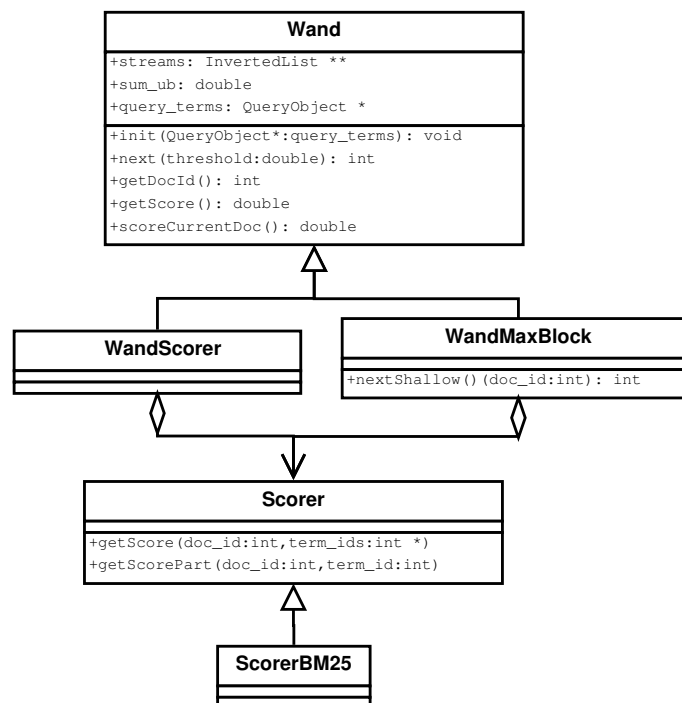 Wand
+streams: InvertedList **
+sum_ub: double
+query_terms: QueryObject *
+init(QueryObject*:query_terms): void
+next(threshold:double): int
+getDocId(): int
+getScore(): double
+scoreCurrentDoc(): double
WandScorer
WandMaxBlock
+nextShallow()(doc_id:int): int
Scorer
+getScore(doc_id:int,term_ids:int *)
+getScorePart(doc_id:int,term_id:int)
ScorerBM25